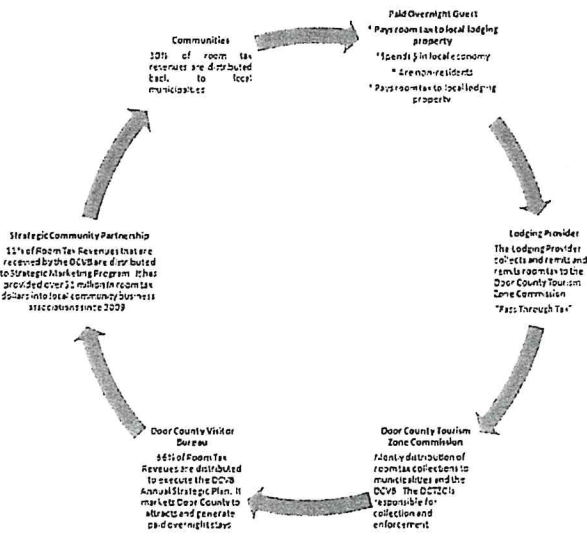 Paid Overnight Guest
* Pays room tax to local lodging
property
*Spends $ in local economy
* Are non-residents
* Pays room tax to local lodging
property
Lodging Provider
The Lodging Provider
collects and remits and
remits room tax to the
Door County Tourism
Zone Commission
"Pass Through Tax"
Door County Tourism
Zone Commission
distribution of
room tax collections to
municipalities and the
DCVB. The DCTZC is
responsible for
collection and
enforcement
Door County Visitor
Bureau
66% of Room Tax
Revenues are distributed
to execute the DCVB
Annual Strategic Plan. It
markets Door County to
attracts and generate
paid overnight stays
Strategic Community Partnership
11% of Room Tax Revenues that are
received by the DCVB are distributed
to Strategic Marketing Program. It has
provided over $1 million in room tax
dollars into local community business
associations since 2009
Communities
30% of room tax
revenues are distributed
back to local
municipalities